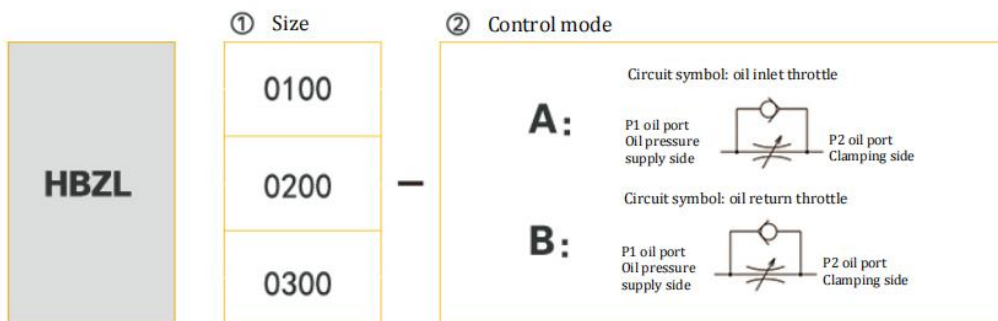 ① Size
② Control mode
HBZL
0100
0200
0300
—
A:
Circuit symbol: oil inlet throttle
P1 oil port
Oil pressure
supply side
P2 oil port
Clamping side
B:
Circuit symbol: oil return throttle
P1 oil port
Oil pressure
supply side
P2 oil port
Clamping side